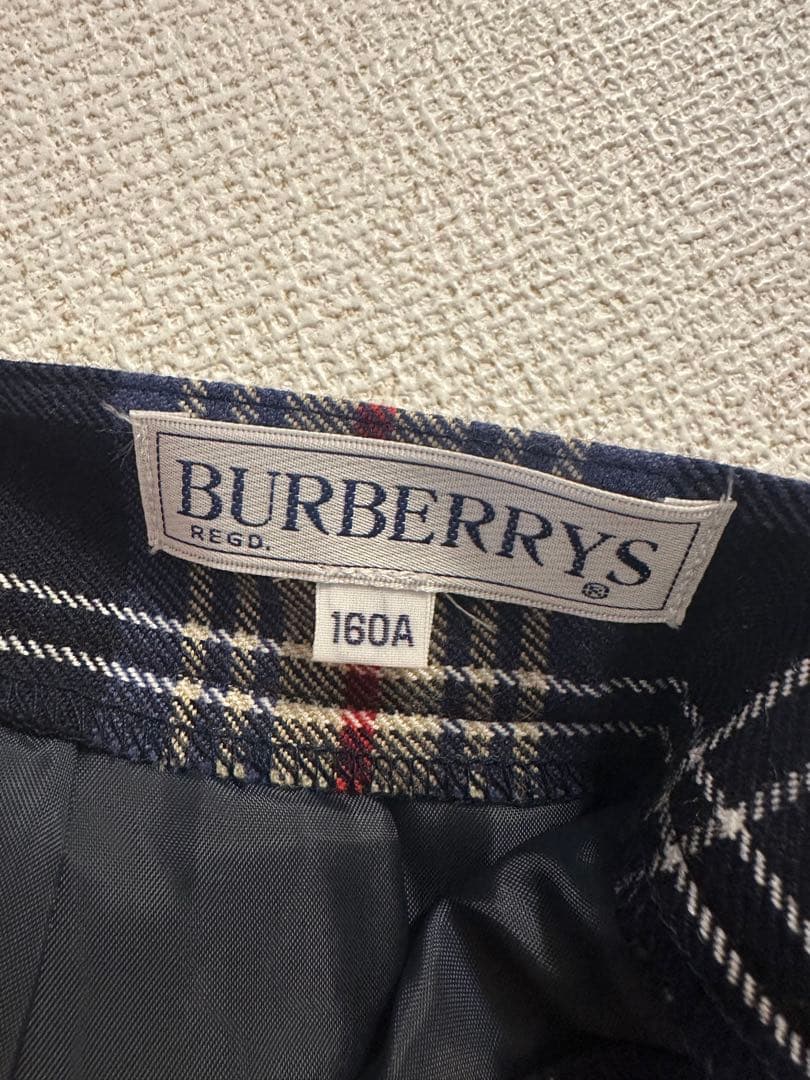 BURBERRYS
REGD. ®
160A